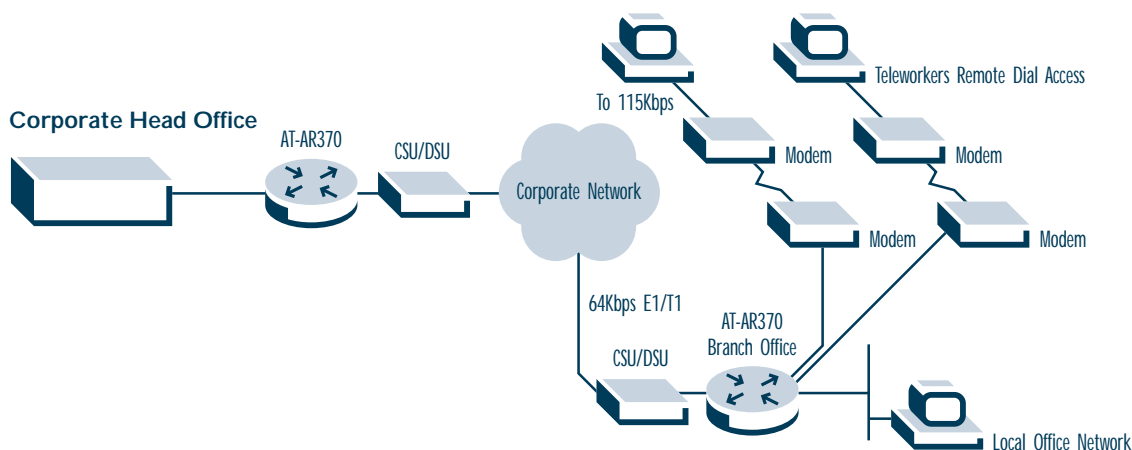 Corporate Head Office
AT-AR370
CSU/DSU
Corporate Network
To 115Kbps
Teleworkers Remote Dial Access
Modem
Modem
Modem
Modem
64Kbps E1/T1
CSU/DSU
AT-AR370
Branch Office
Local Office Network